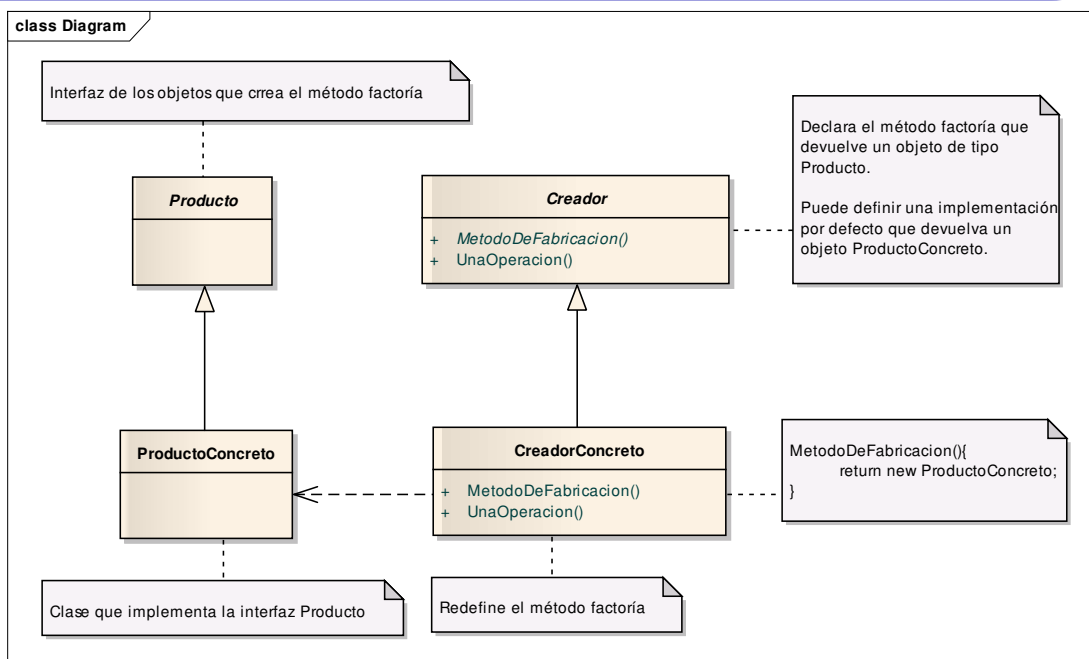 class Diagram
Interfaz de los objetos que crrea el método factoría
Producto
Creador
+ MetodoDeFabricacion()
+ UnaOperacion()
Declara el método factoría que
devuelve un objeto de tipo
Producto.
Puede definir una implementación
por defecto que devuelva un
objeto ProductoConcreto.
ProductoConcreto
CreadorConcreto
+ MetodoDeFabricacion()
+ UnaOperacion()
MetodoDeFabricacion(){
return new ProductoConcreto;
}
Clase que implementa la interfaz Producto
Redefine el método factoría